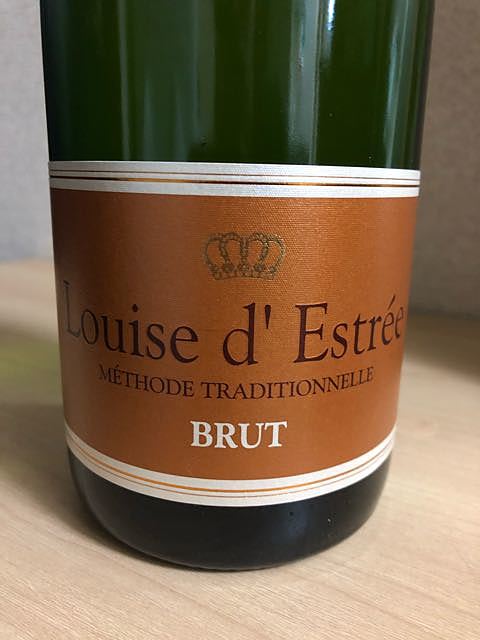 Louise d' Estrée
MÉTHODE TRADITIONNELLE
BRUT